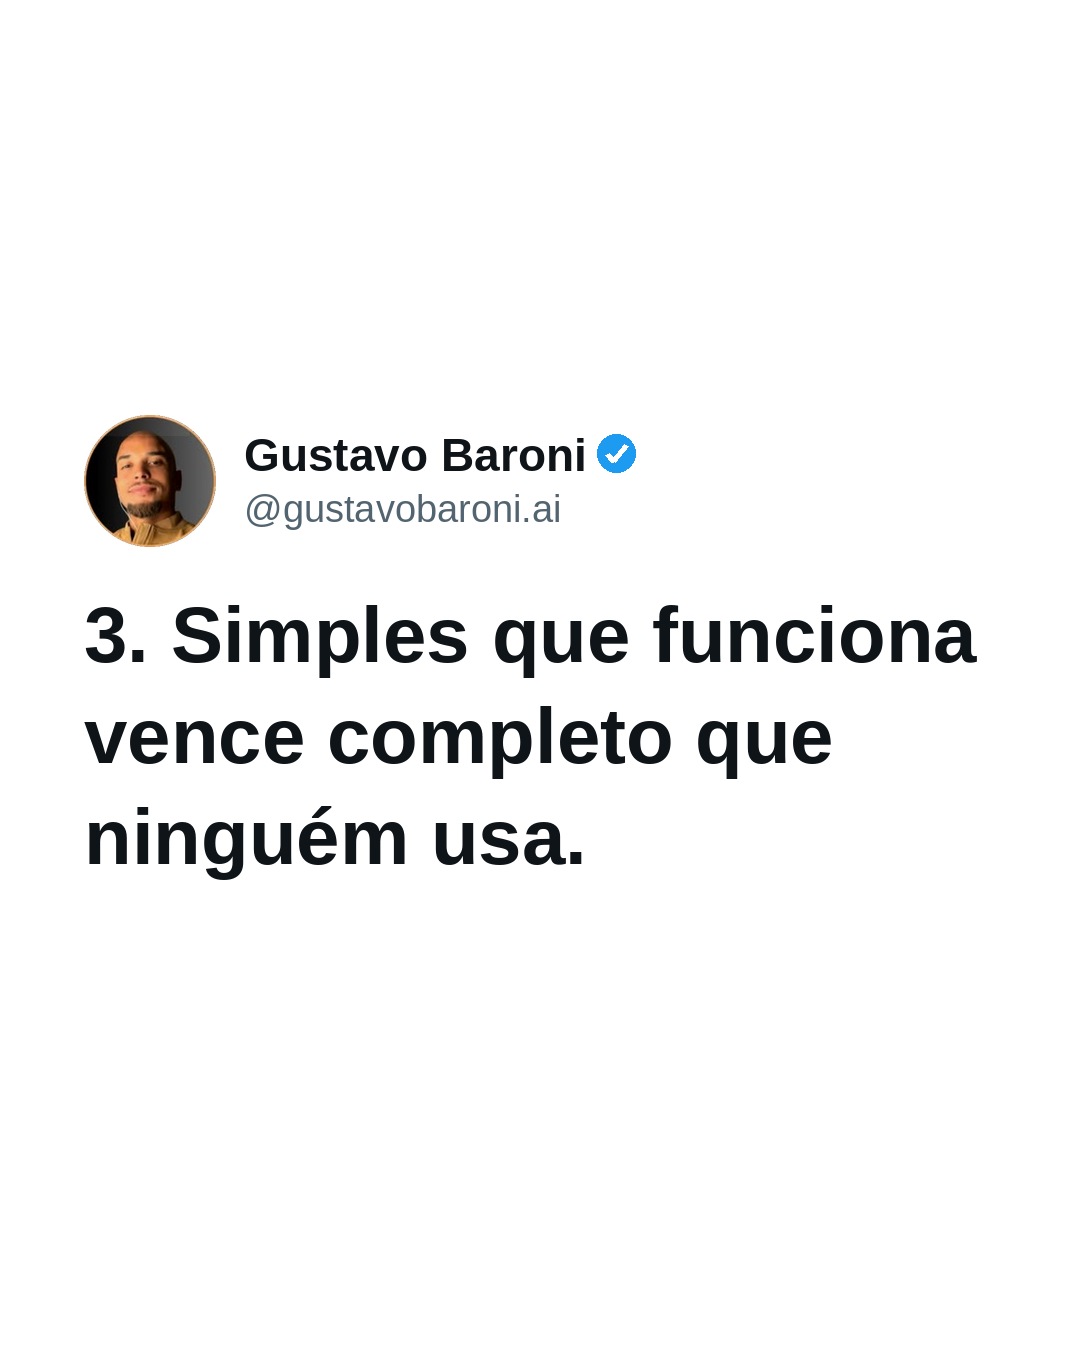 Gustavo Baroni
@gustavobaroni.ai
3. Simples que funciona
vence completo que
ninguém usa.